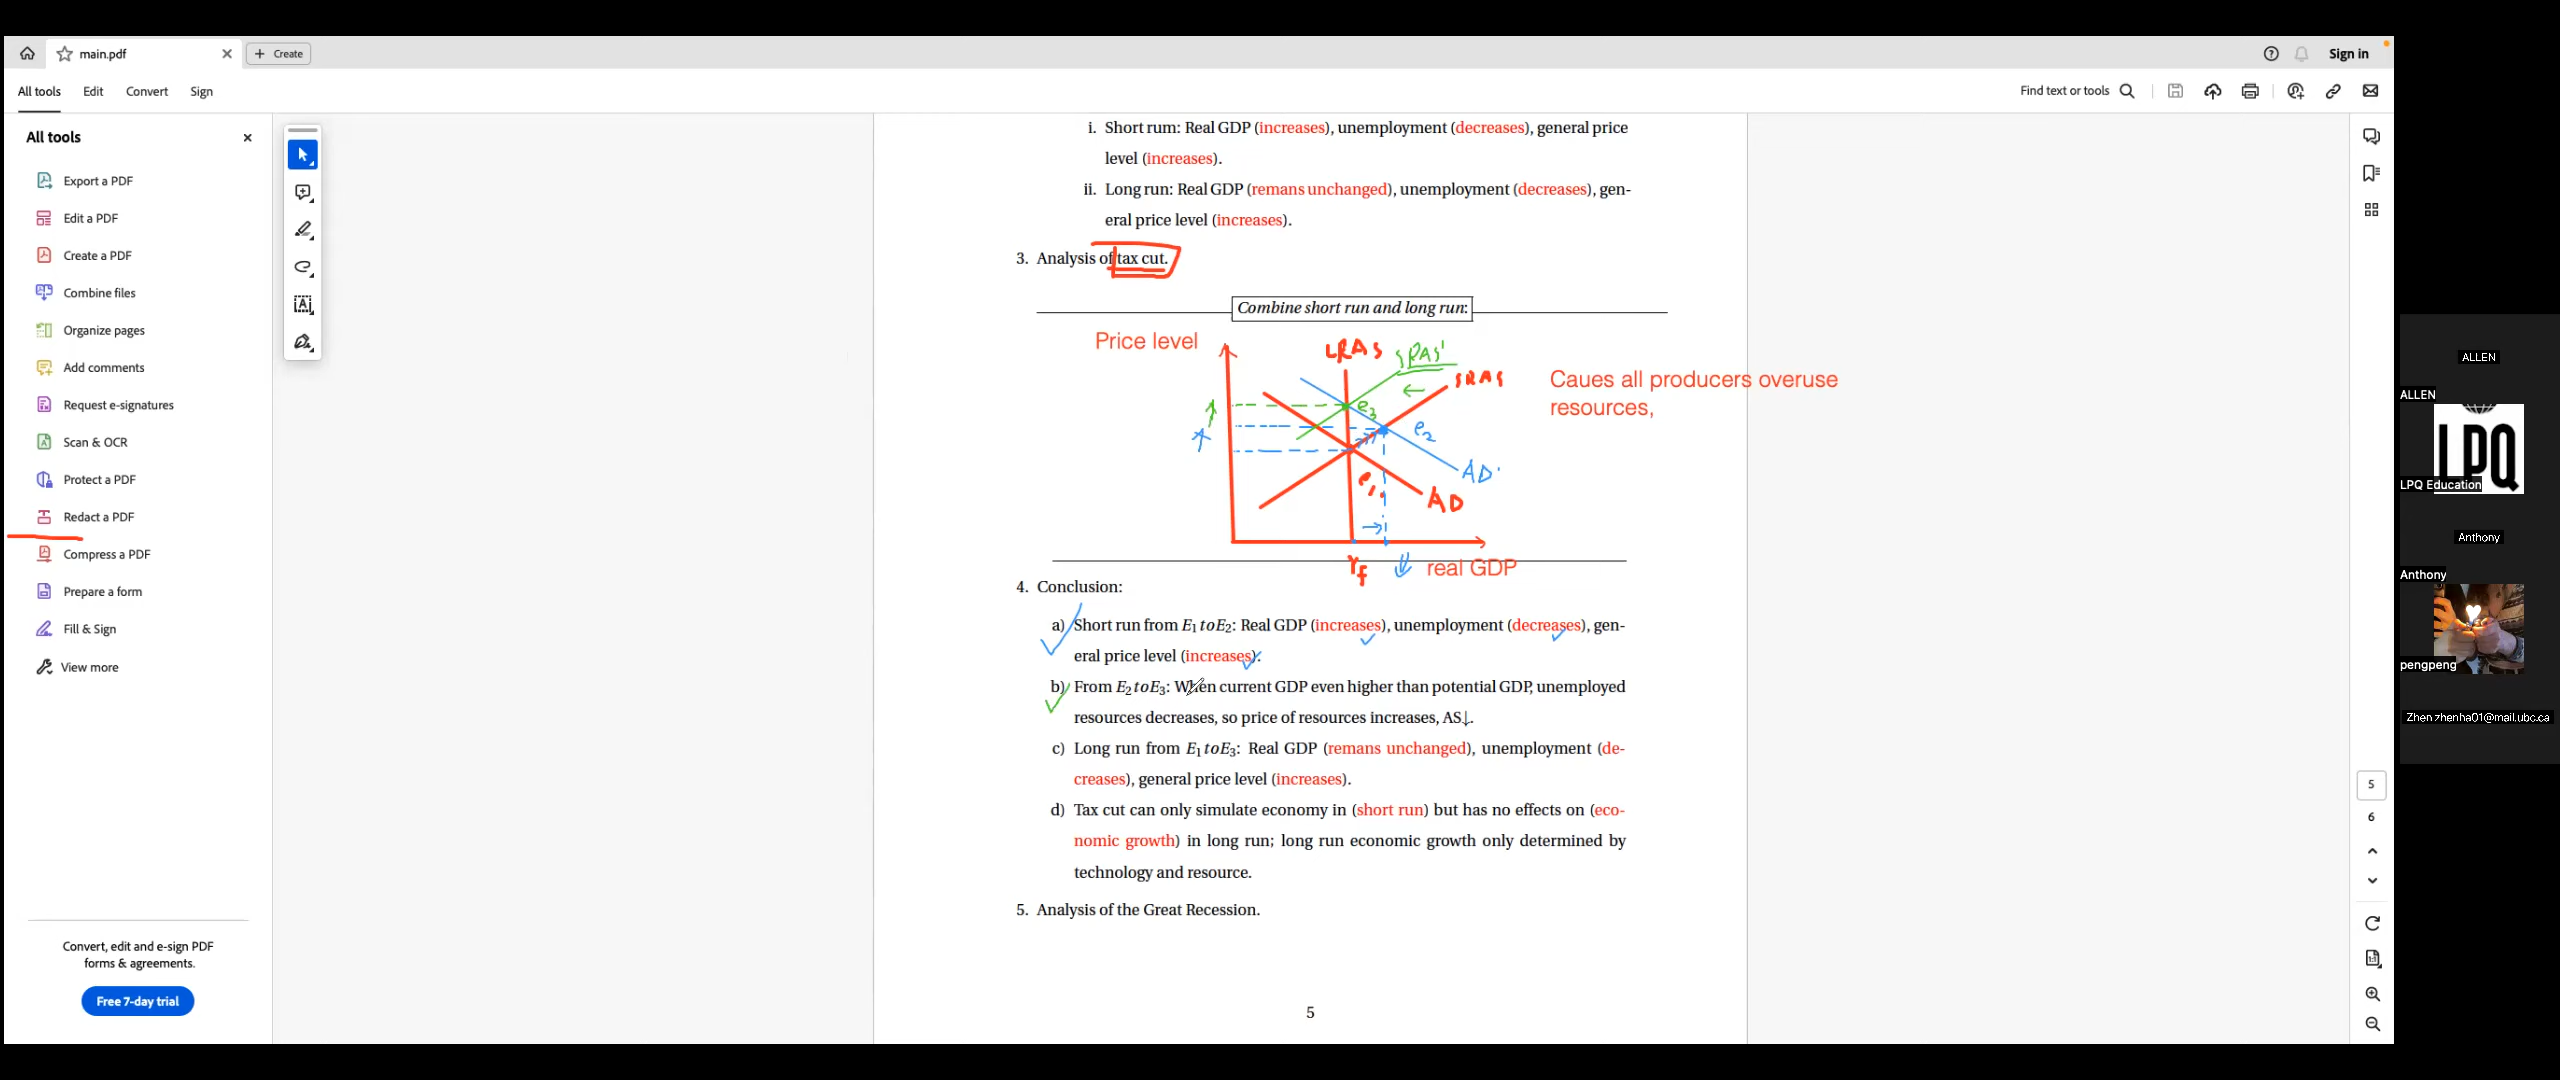 main.pdf
Create
Sign in
All tools
Edit
Convert
Sign
Find text or tools
All tools
Export a PDF
Edit a PDF
Create a PDF
Combine files
Organize pages
Add comments
Request e-signatures
Scan & OCR
Protect a PDF
Redact a PDF
Compress a PDF
Prepare a form
Fill & Sign
View more
Convert, edit and e-sign PDF
forms & agreements.
Free 7-day trial
i. Short rum: Real GDP (increases), unemployment (decreases), general price
level (increases).
ii. Long run: Real GDP (remans unchanged), unemployment (decreases), gen-
eral price level (increases).
3. Analysis of tax cut.
Combine short run and long run:
Price level
LRAS
SRAS'
SRAS
Caues all producers overuse
resources,
e3
e2
AD'
e1
AD
Yf
real GDP
4. Conclusion:
a) Short run from E1 toE2: Real GDP (increases), unemployment (decreases), gen-
eral price level (increases).
b) From E2 toE3: When current GDP even higher than potential GDP, unemployed
resources decreases, so price of resources increases, AS↓.
c) Long run from E1 toE3: Real GDP (remans unchanged), unemployment (de-
creases), general price level (increases).
d) Tax cut can only simulate economy in (short run) but has no effects on (eco-
nomic growth) in long run; long run economic growth only determined by
technology and resource.
5. Analysis of the Great Recession.
5
5
6
ALLEN
ALLEN
LPQ
LPQ Education
Anthony
Anthony
pengpeng
Zhen zhenha01@mail.ubc.ca